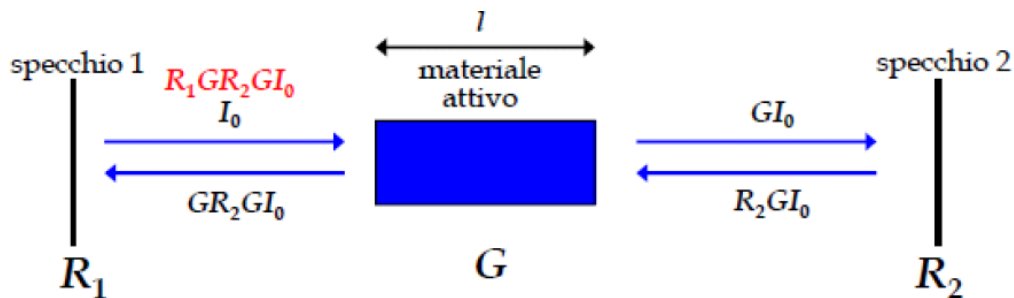 l
specchio 1
materiale
attivo
specchio 2
R₁GR₂GI₀
I₀
GI₀
GR₂GI₀
R₂GI₀
R₁
G
R₂